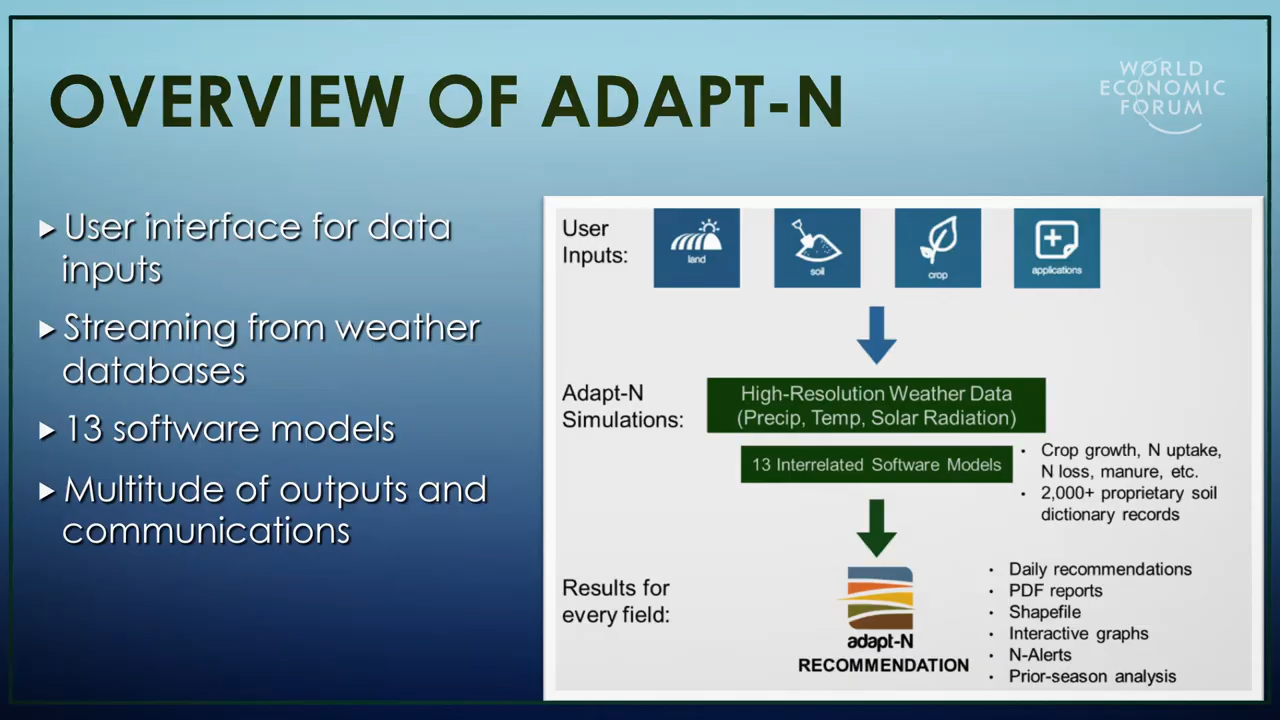 OVERVIEW OF ADAPT-N
WORLD
ECONOMIC
FORUM
User interface for data
inputs
Streaming from weather
databases
13 software models
Multitude of outputs and
communications
User
Inputs:
land
soil
crop
applications
Adapt-N
Simulations:
High-Resolution Weather Data
(Precip, Temp, Solar Radiation)
13 Interrelated Software Models
• Crop growth, N uptake,
N loss, manure, etc.
• 2,000+ proprietary soil
dictionary records
Results for
every field:
adapt-N
RECOMMENDATION
• Daily recommendations
• PDF reports
• Shapefile
• Interactive graphs
• N-Alerts
• Prior-season analysis